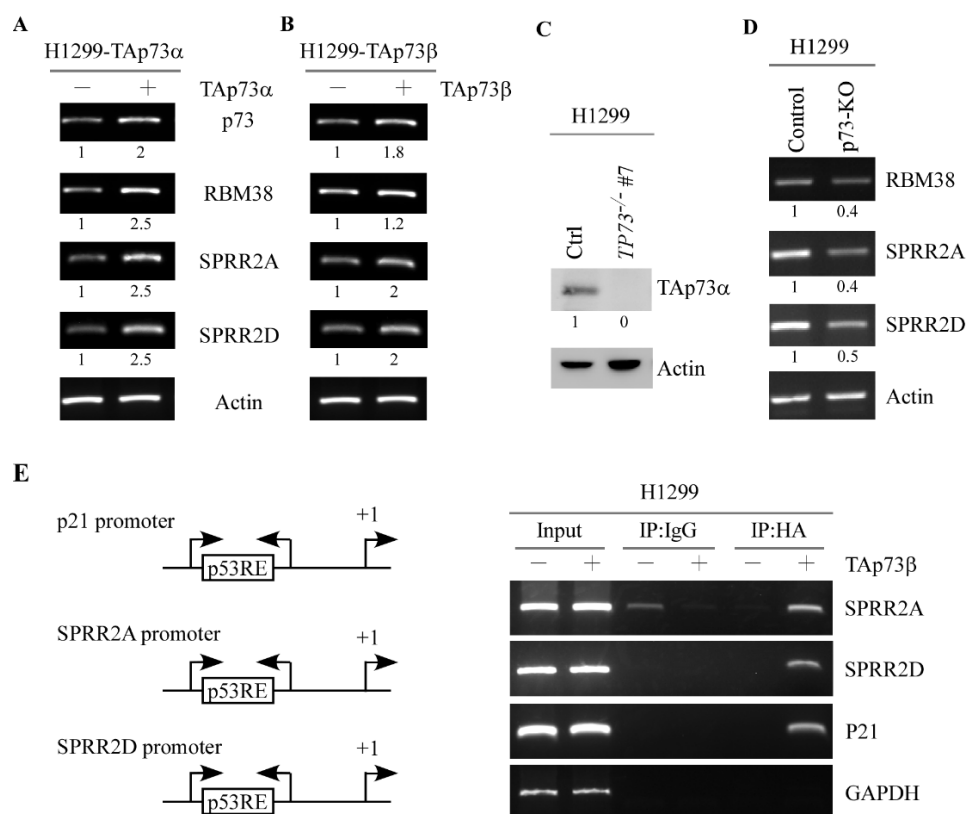 A
H1299-TAp73α
— + TAp73α
p73
1 2
RBM38
1 2.5
SPRR2A
1 2.5
SPRR2D
1 2.5
Actin
B
H1299-TAp73β
— + TAp73β
1 1.8
1 1.2
1 2
1 2
C
H1299
Ctrl
TP73-/- #7
TAp73α
1 0
Actin
D
H1299
Control
p73-KO
RBM38
1 0.4
SPRR2A
1 0.4
SPRR2D
1 0.5
Actin
E
p21 promoter
+1
p53RE
SPRR2A promoter
+1
p53RE
SPRR2D promoter
+1
p53RE
H1299
Input IP:IgG IP:HA
— + — + — + TAp73β
SPRR2A
SPRR2D
P21
GAPDH